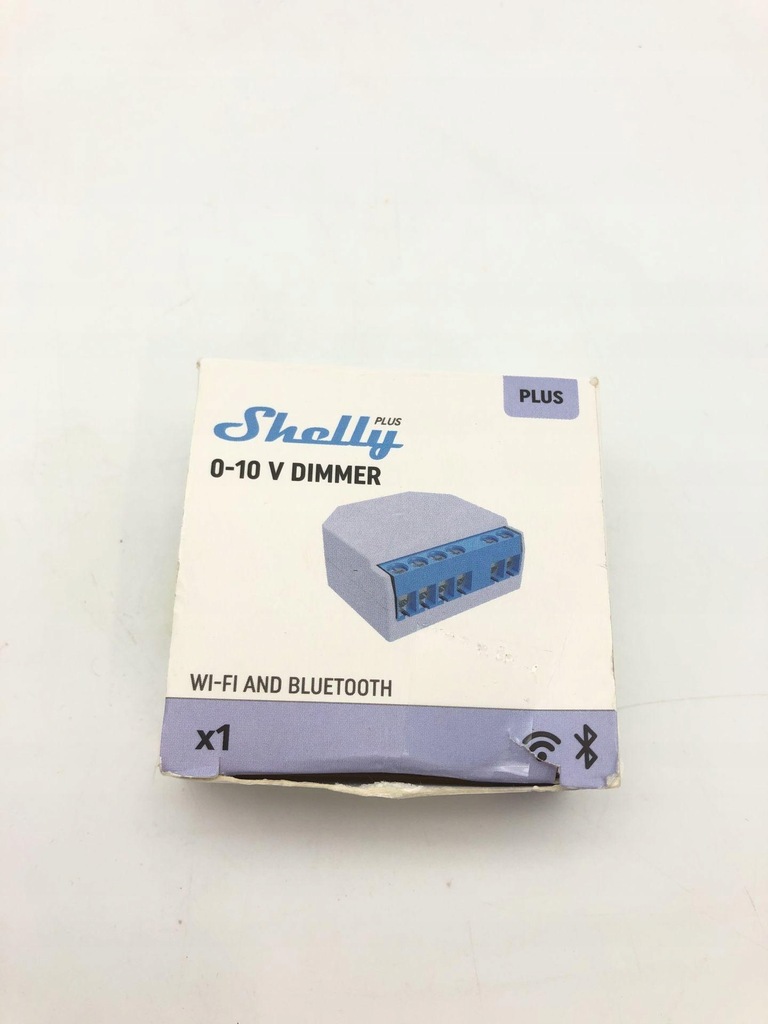 PLUS
Shelly PLUS
0-10 V DIMMER
WI-FI AND BLUETOOTH
x1